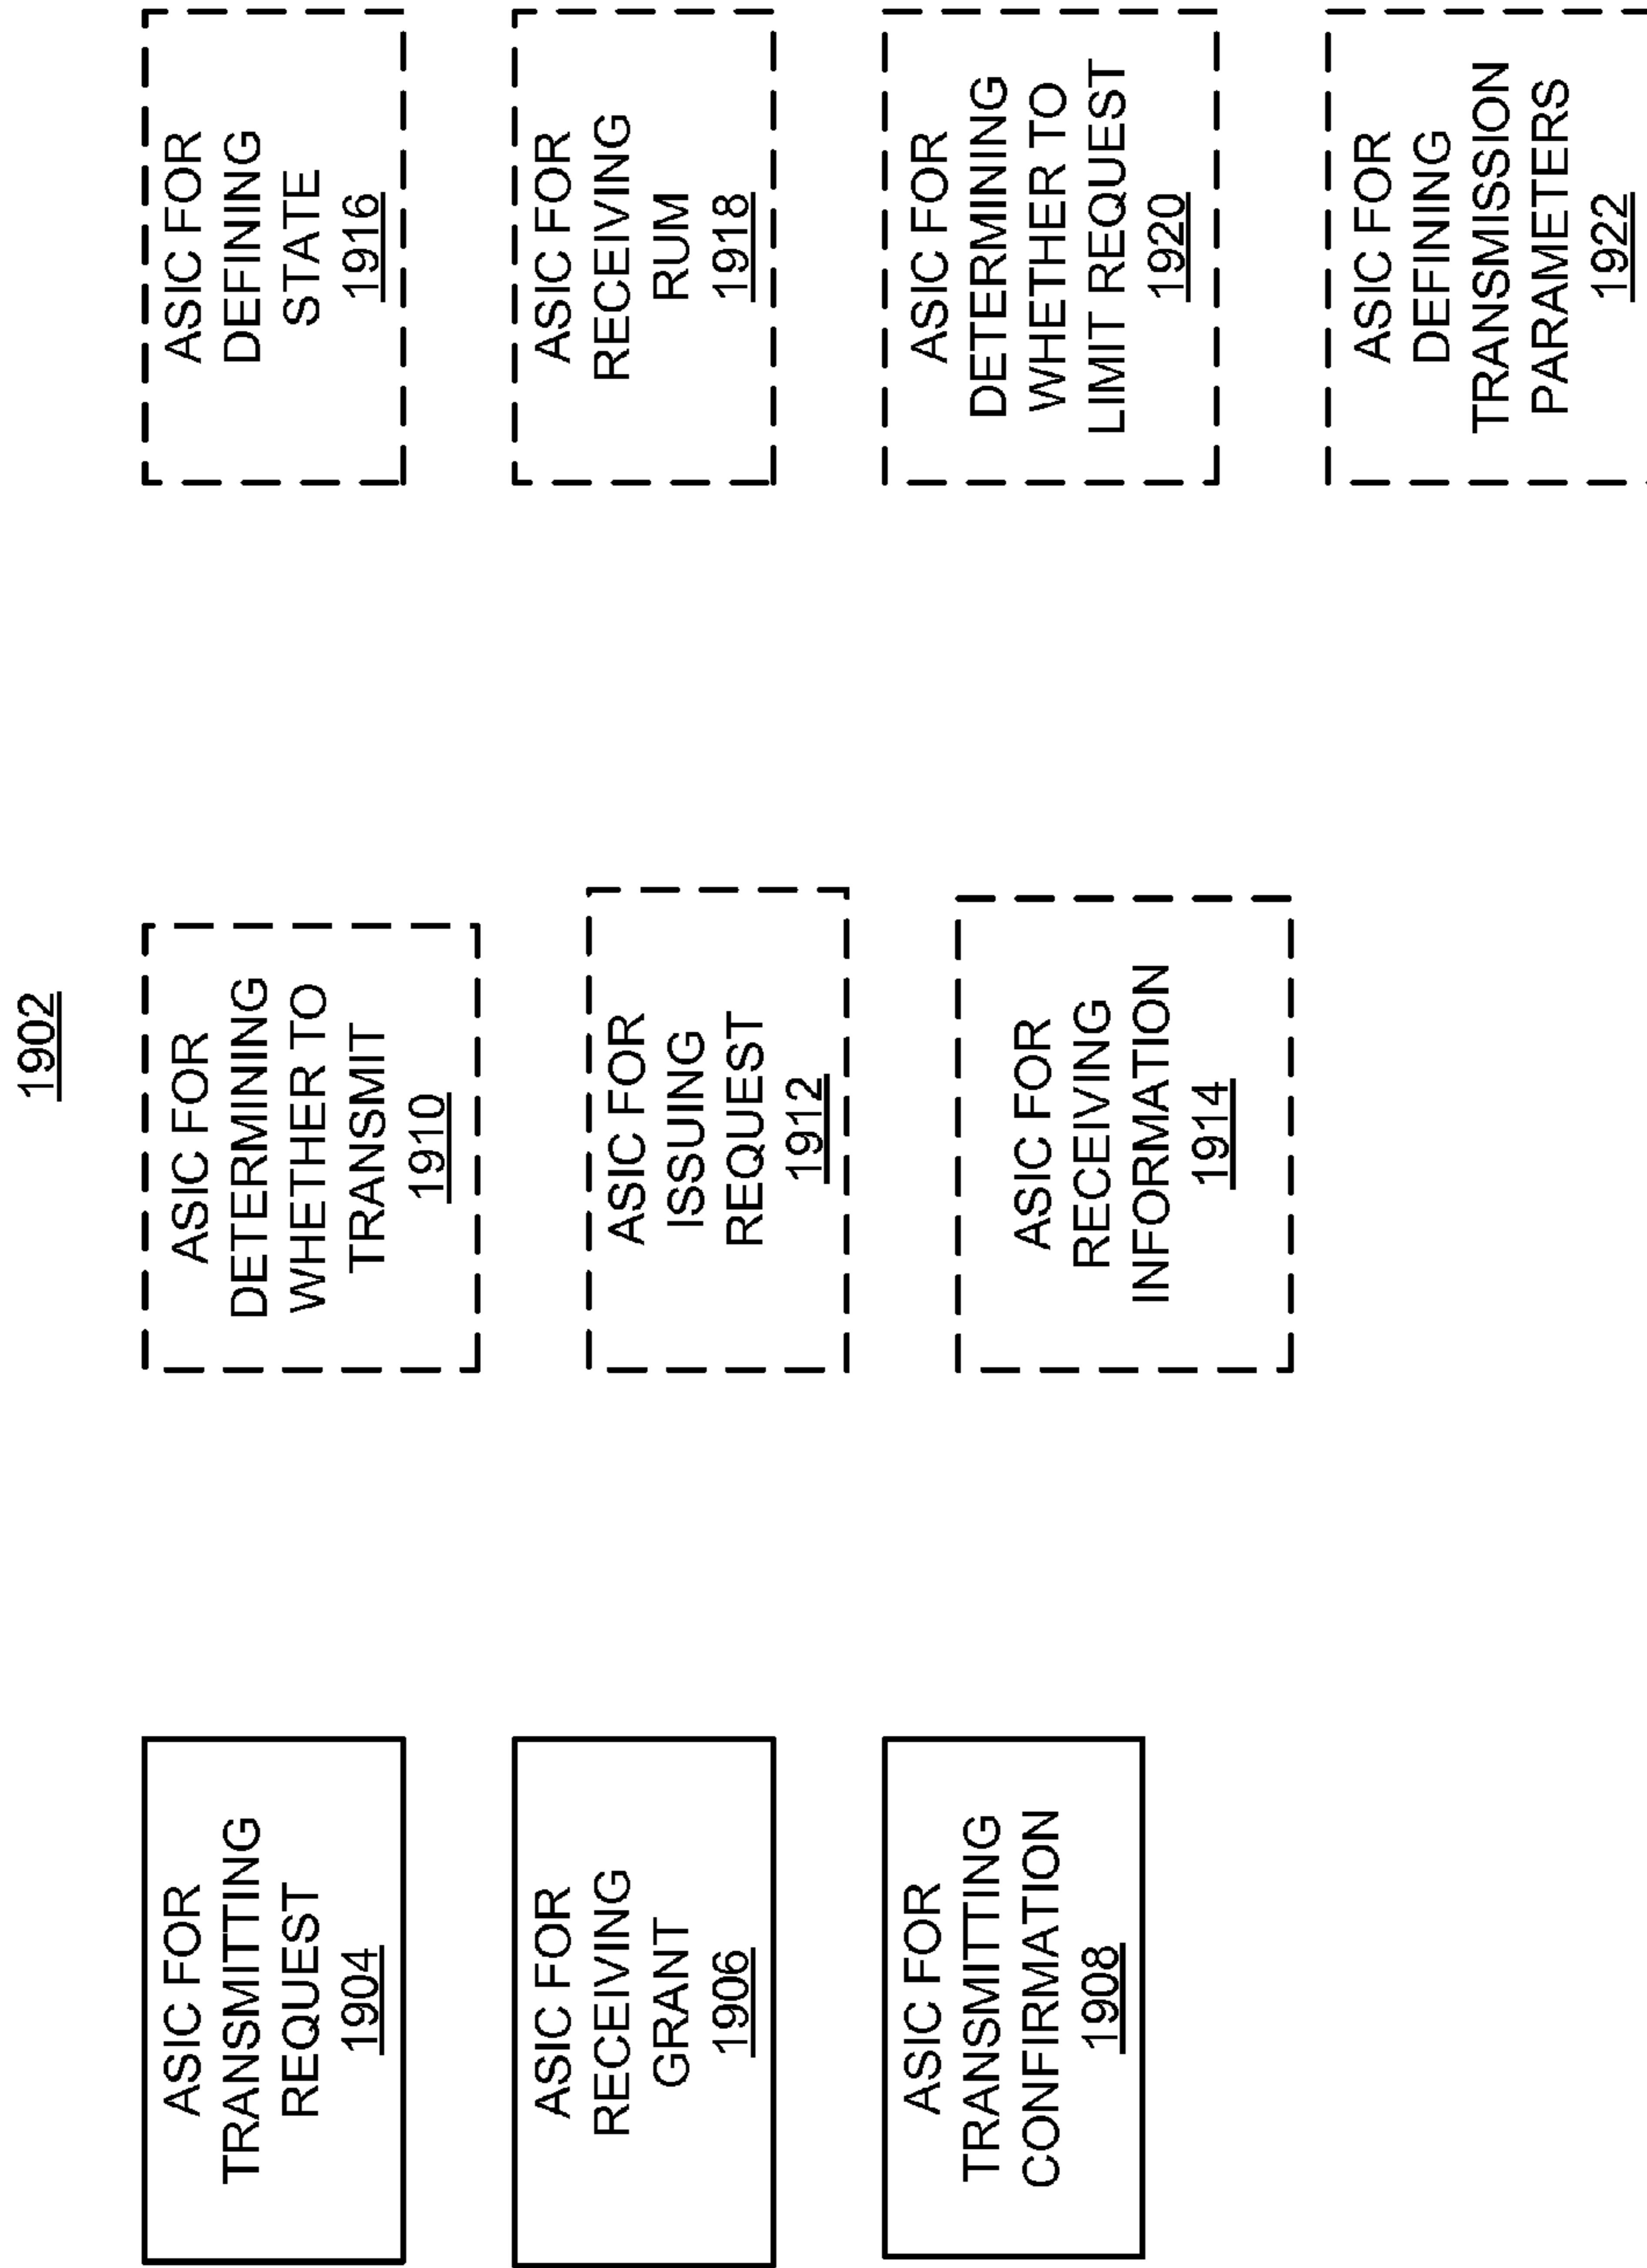 1902
ASIC FOR
TRANSMITTING
REQUEST
1904
ASIC FOR
RECEIVING
GRANT
1906
ASIC FOR
TRANSMITTING
CONFIRMATION
1908
ASIC FOR
DETERMINING
WHETHER TO
TRANSMIT
1910
ASIC FOR
ISSUING
REQUEST
1912
ASIC FOR
RECEIVING
INFORMATION
1914
ASIC FOR
DEFINING
STATE
1916
ASIC FOR
RECEIVING
RUM
1918
ASIC FOR
DETERMINING
WHETHER TO
LIMIT REQUEST
1920
ASIC FOR
DEFINING
TRANSMISSION
PARAMETERS
1922